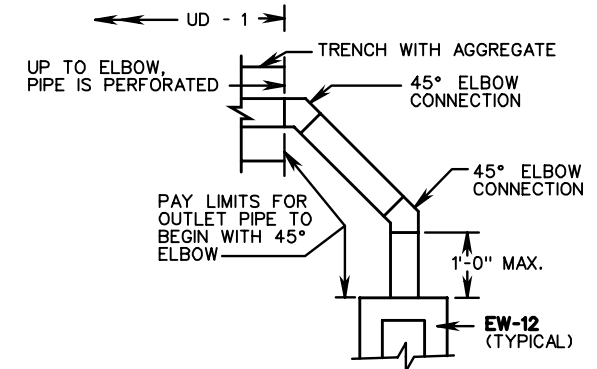 UD - 1
TRENCH WITH AGGREGATE
UP TO ELBOW,
PIPE IS PERFORATED
45° ELBOW
CONNECTION
45° ELBOW
CONNECTION
PAY LIMITS FOR
OUTLET PIPE TO
BEGIN WITH 45°
ELBOW
1'-0" MAX.
EW-12
(TYPICAL)